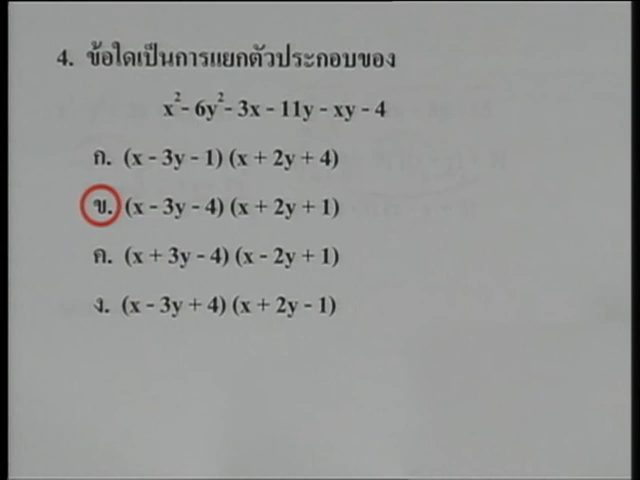 4. ข้อใดเป็นการแยกตัวประกอบของ
x² - 6y² - 3x - 11y - xy - 4
ก. (x - 3y - 1) (x + 2y + 4)
ข. (x - 3y - 4) (x + 2y + 1)
ค. (x + 3y - 4) (x - 2y + 1)
ง. (x - 3y + 4) (x + 2y - 1)